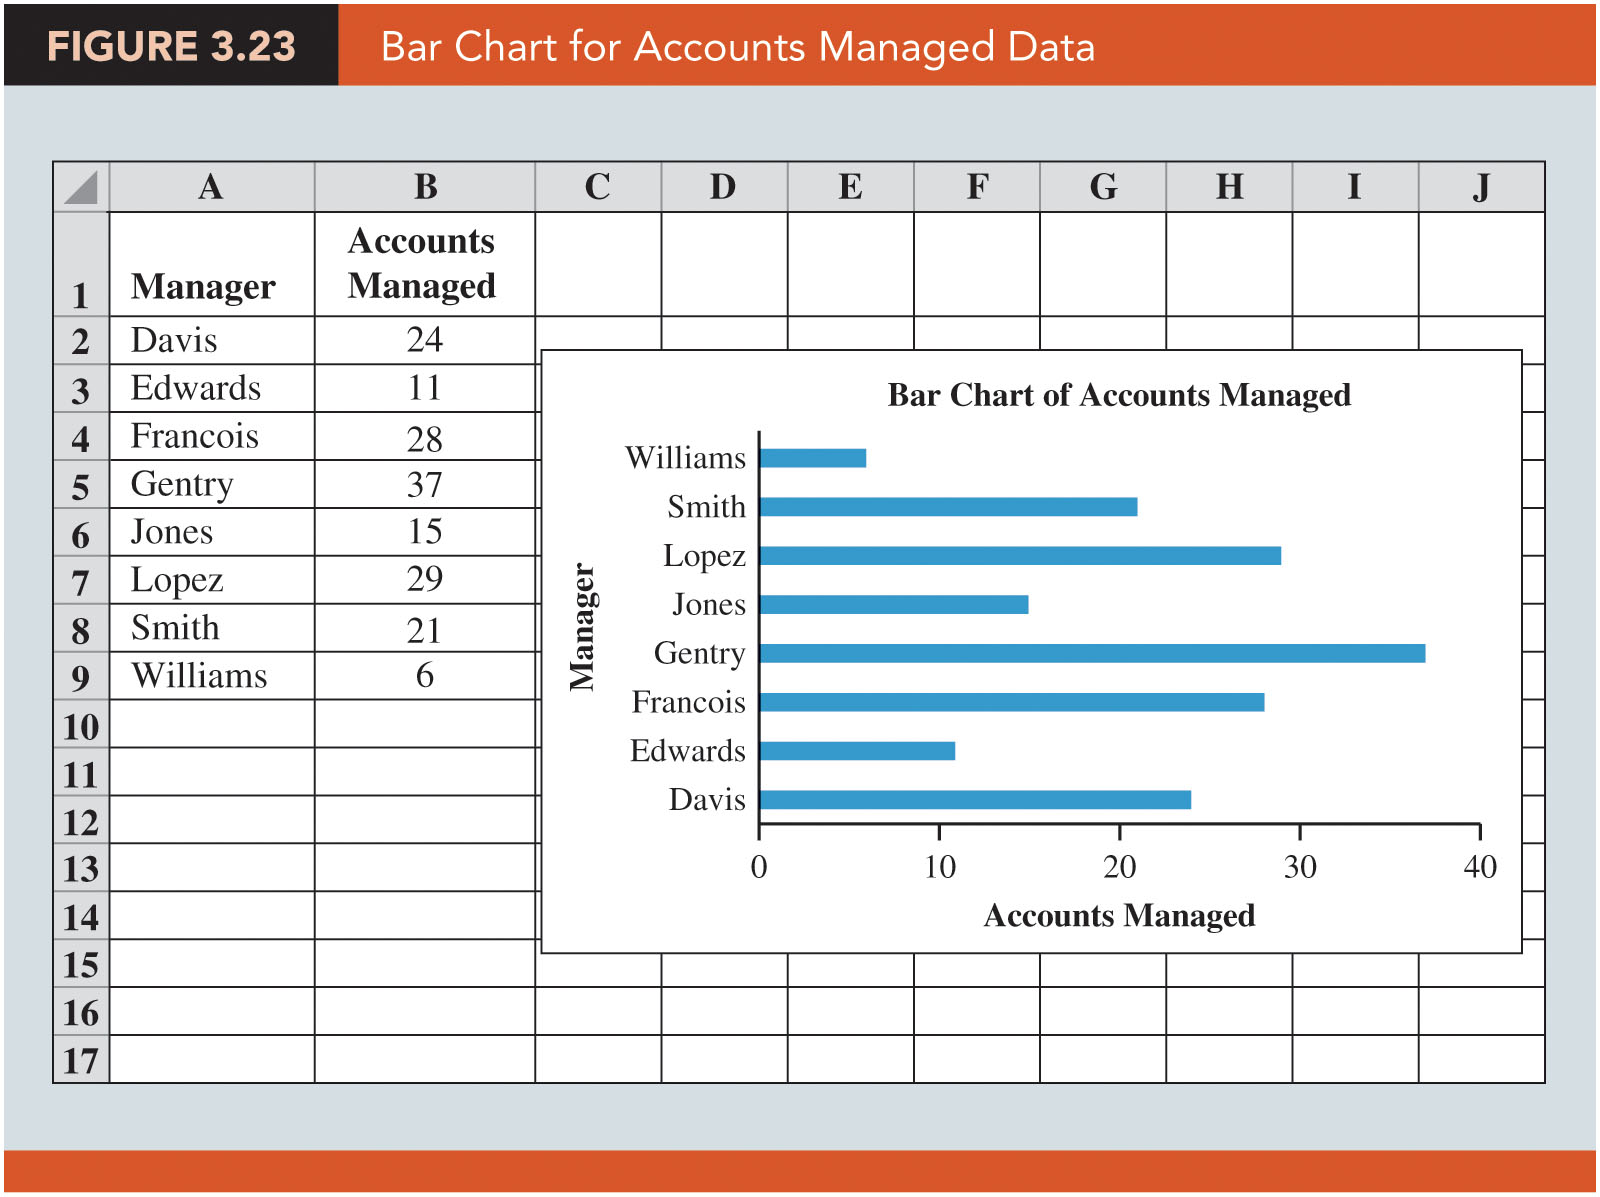 FIGURE 3.23 Bar Chart for Accounts Managed Data
A B C D E F G H I J
1 Manager Accounts Managed
2 Davis 24
3 Edwards 11
4 Francois 28
5 Gentry 37
6 Jones 15
7 Lopez 29
8 Smith 21
9 Williams 6
10
11
12
13
14
15
16
17
Bar Chart of Accounts Managed
Manager
Williams
Smith
Lopez
Jones
Gentry
Francois
Edwards
Davis
0 10 20 30 40
Accounts Managed